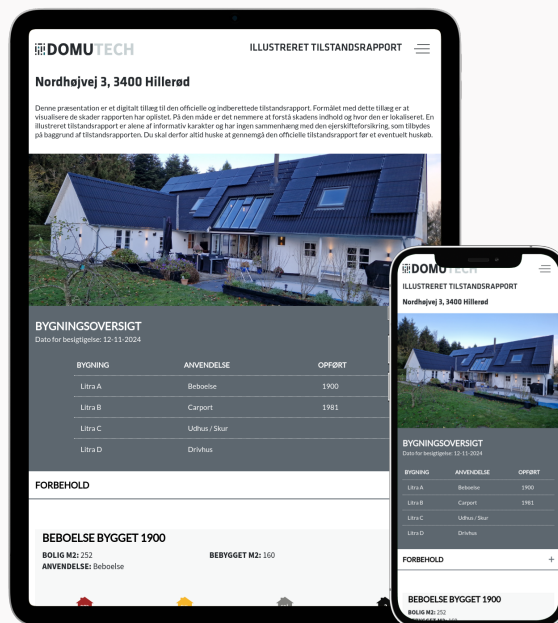 DOMUTECH
ILLUSTRERET TILSTANDSRAPPORT
Nordhøjvej 3, 3400 Hillerød
Denne præsentation er et digitalt tillæg til den officielle og indberettede tilstandsrapport. Formålet med dette tillæg er at
visualisere de skader rapporten har oplistet. På den måde er det nemmere at forstå skadens indhold og hvor den er lokaliseret. En
illustreret tilstandsrapport er alene af informativ karakter og har ingen sammenhæng med den ejerskifteforsikring, som tilbydes
på baggrund af tilstandsrapporten. Du skal derfor altid huske at gennemgå den officielle tilstandsrapport før et eventuelt huskøb.
BYGNINGSOVERSIGT
Dato for besigtigelse: 12-11-2024
BYGNING ANVENDELSE OPFØRT
Litra A Beboelse 1900
Litra B Carport 1981
Litra C Udhus / Skur
Litra D Drivhus
FORBEHOLD
BEBOELSE BYGGET 1900
BOLIG M2: 252 BEBYGGET M2: 160
ANVENDELSE: Beboelse
DOMUTECH
ILLUSTRERET TILSTANDSRAPPORT
Nordhøjvej 3, 3400 Hillerød
BYGNINGSOVERSIGT
Dato for besigtigelse: 12-11-2024
BYGNING ANVENDELSE OPFØRT
Litra A Beboelse 1900
Litra B Carport 1981
Litra C Udhus / Skur
Litra D Drivhus
FORBEHOLD +
BEBOELSE BYGGET 1900
BOLIG M2: 252